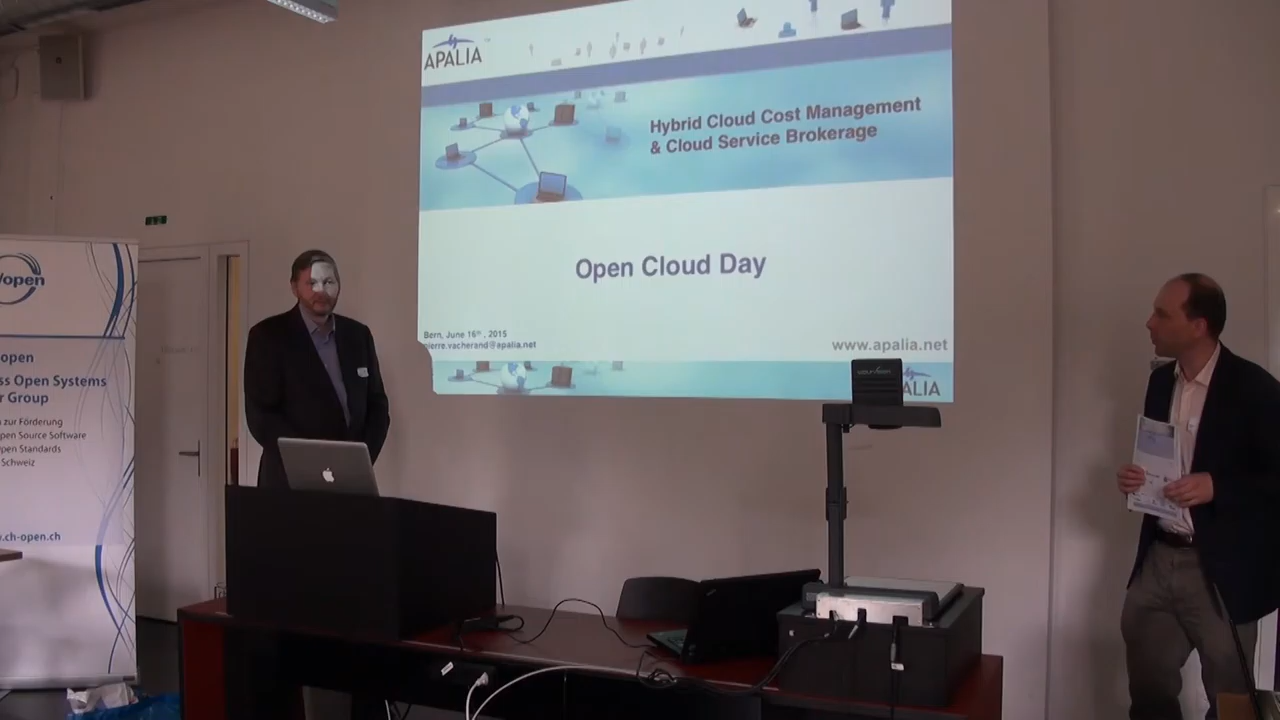 APALIA
Hybrid Cloud Cost Management
& Cloud Service Brokerage
Open Cloud Day
Bern, June 16th , 2015
pierre.vacherand@apalia.net
www.apalia.net
ALIA
/open
open
ss Open Systems
r Group
zur Förderung
pen Source Software
pen Standards
Schweiz
.ch-open.ch